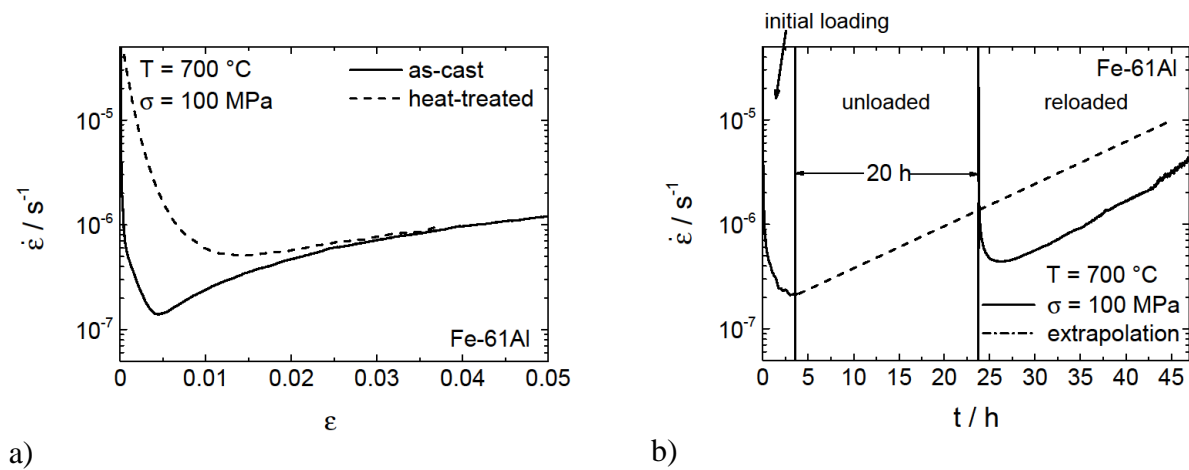 T = 700 °C
σ = 100 MPa
as-cast
heat-treated
10⁻⁵
10⁻⁶
10⁻⁷
ε̇ / s⁻¹
Fe-61Al
0 0.01 0.02 0.03 0.04 0.05
ε
a)
initial loading
Fe-61Al
unloaded
reloaded
20 h
10⁻⁵
10⁻⁶
10⁻⁷
ε̇ / s⁻¹
T = 700 °C
σ = 100 MPa
extrapolation
0 5 10 15 20 25 30 35 40 45
t / h
b)